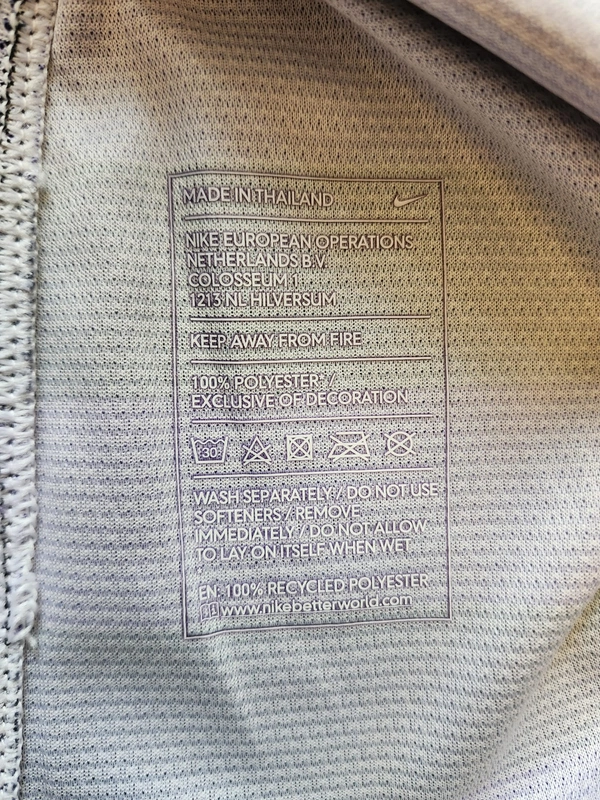 MADE IN THAILAND
NIKE EUROPEAN OPERATIONS
NETHERLANDS B.V.
COLOSSEUM 1
1213 NL HILVERSUM
KEEP AWAY FROM FIRE
100% POLYESTER /
EXCLUSIVE OF DECORATION
30
WASH SEPARATELY / DO NOT USE
SOFTENERS / REMOVE
IMMEDIATELY / DO NOT ALLOW
TO LAY ON ITSELF WHEN WET
EN: 100% RECYCLED POLYESTER
www.nikebetterworld.com